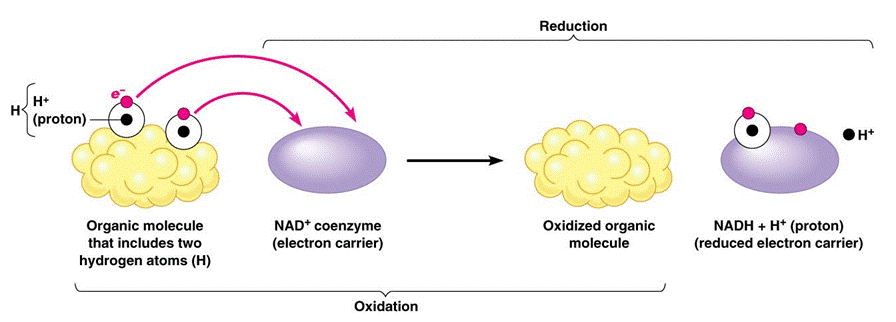 Reduction
e⁻
H
H⁺
(proton)
H⁺
Organic molecule
that includes two
hydrogen atoms (H)
NAD⁺ coenzyme
(electron carrier)
Oxidized organic
molecule
NADH + H⁺ (proton)
(reduced electron carrier)
Oxidation